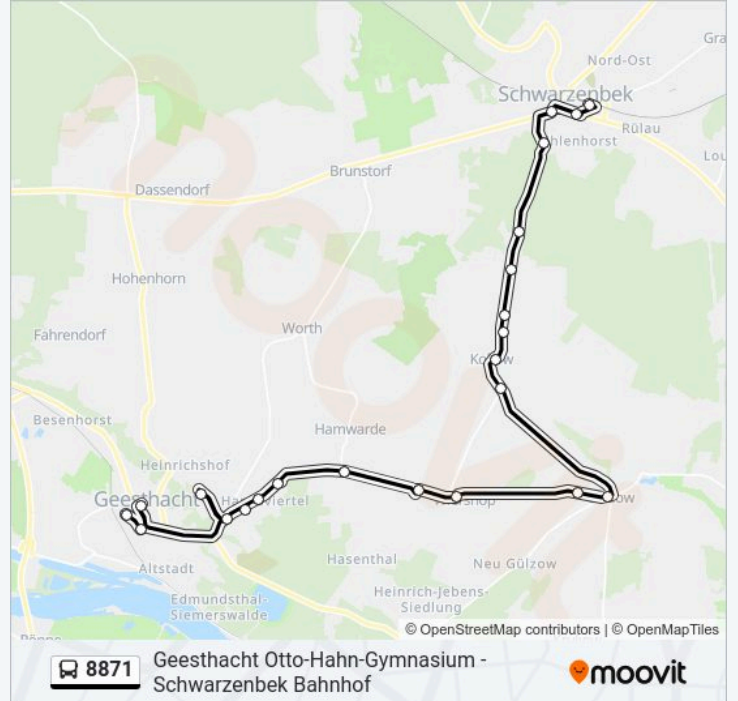 Gra
Nord-Ost
Schwarzenbek
Rülau
hlenhorst
Lou
Brunstorf
Dassendorf
Hohenhorn
Worth
Fahrendorf
Besenhorst
Hamwarde
Heinrichshof
Geesthacht
Hasenthal
Neu Gülzow
Altstadt
Heinrich-Jebens-
Siedlung
Edmundsthal-
Siemerswalde
© OpenStreetMap contributors | © OpenMapTiles
8871
Geesthacht Otto-Hahn-Gymnasium -
Schwarzenbek Bahnhof
moovit